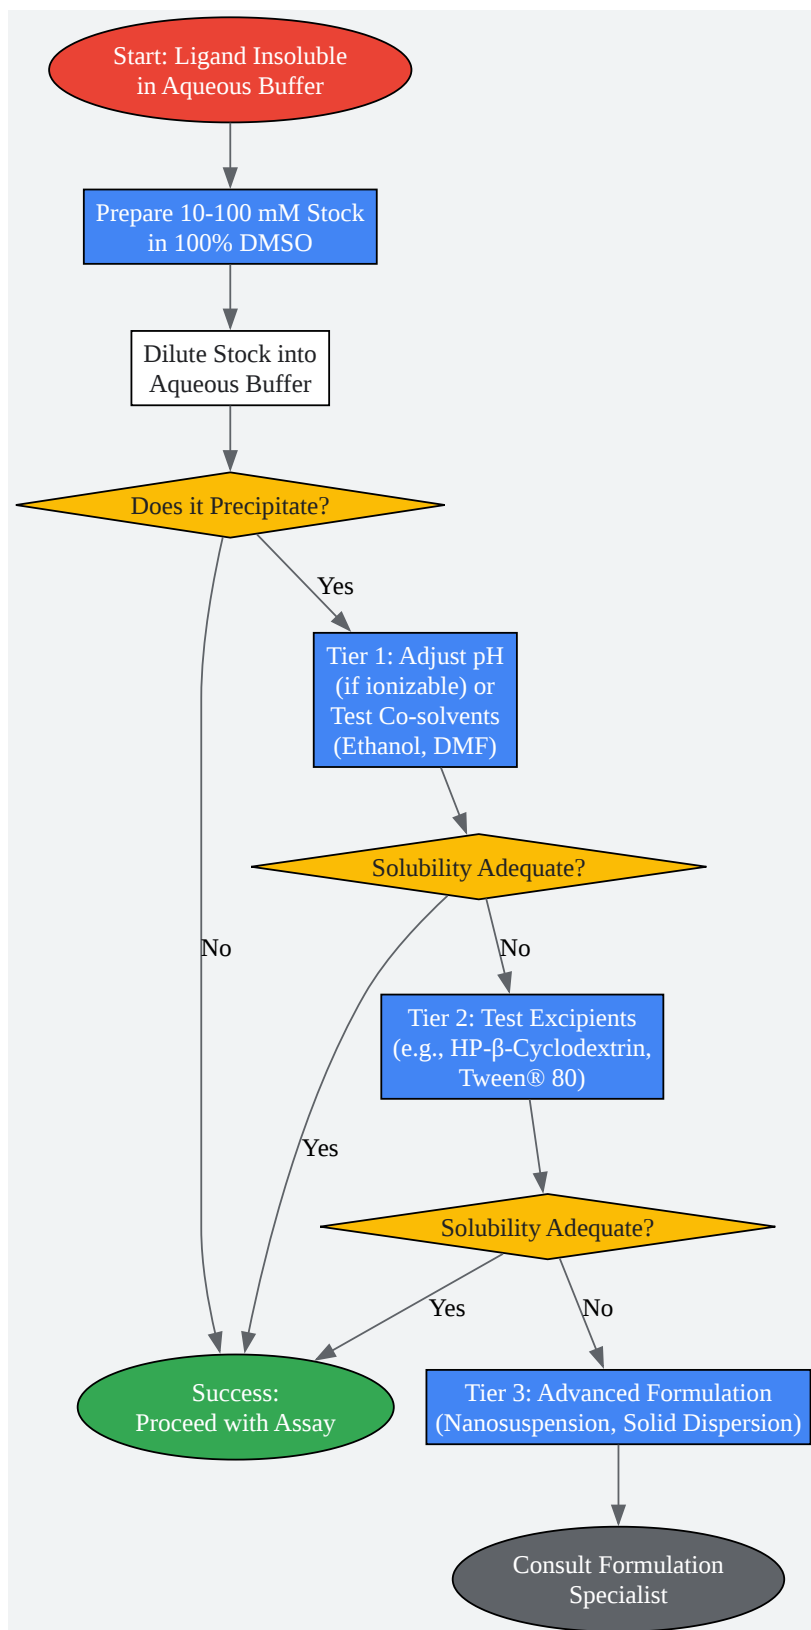 Start: Ligand Insoluble
in Aqueous Buffer
Prepare 10-100 mM Stock
in 100% DMSO
Dilute Stock into
Aqueous Buffer
Does it Precipitate?
Yes
Tier 1: Adjust pH
(if ionizable) or
Test Co-solvents
(Ethanol, DMF)
Solubility Adequate?
No
No
Tier 2: Test Excipients
(e.g., HP-β-Cyclodextrin,
Tween® 80)
Yes
Solubility Adequate?
Yes
No
Success:
Proceed with Assay
Tier 3: Advanced Formulation
(Nanosuspension, Solid Dispersion)
Consult Formulation
Specialist